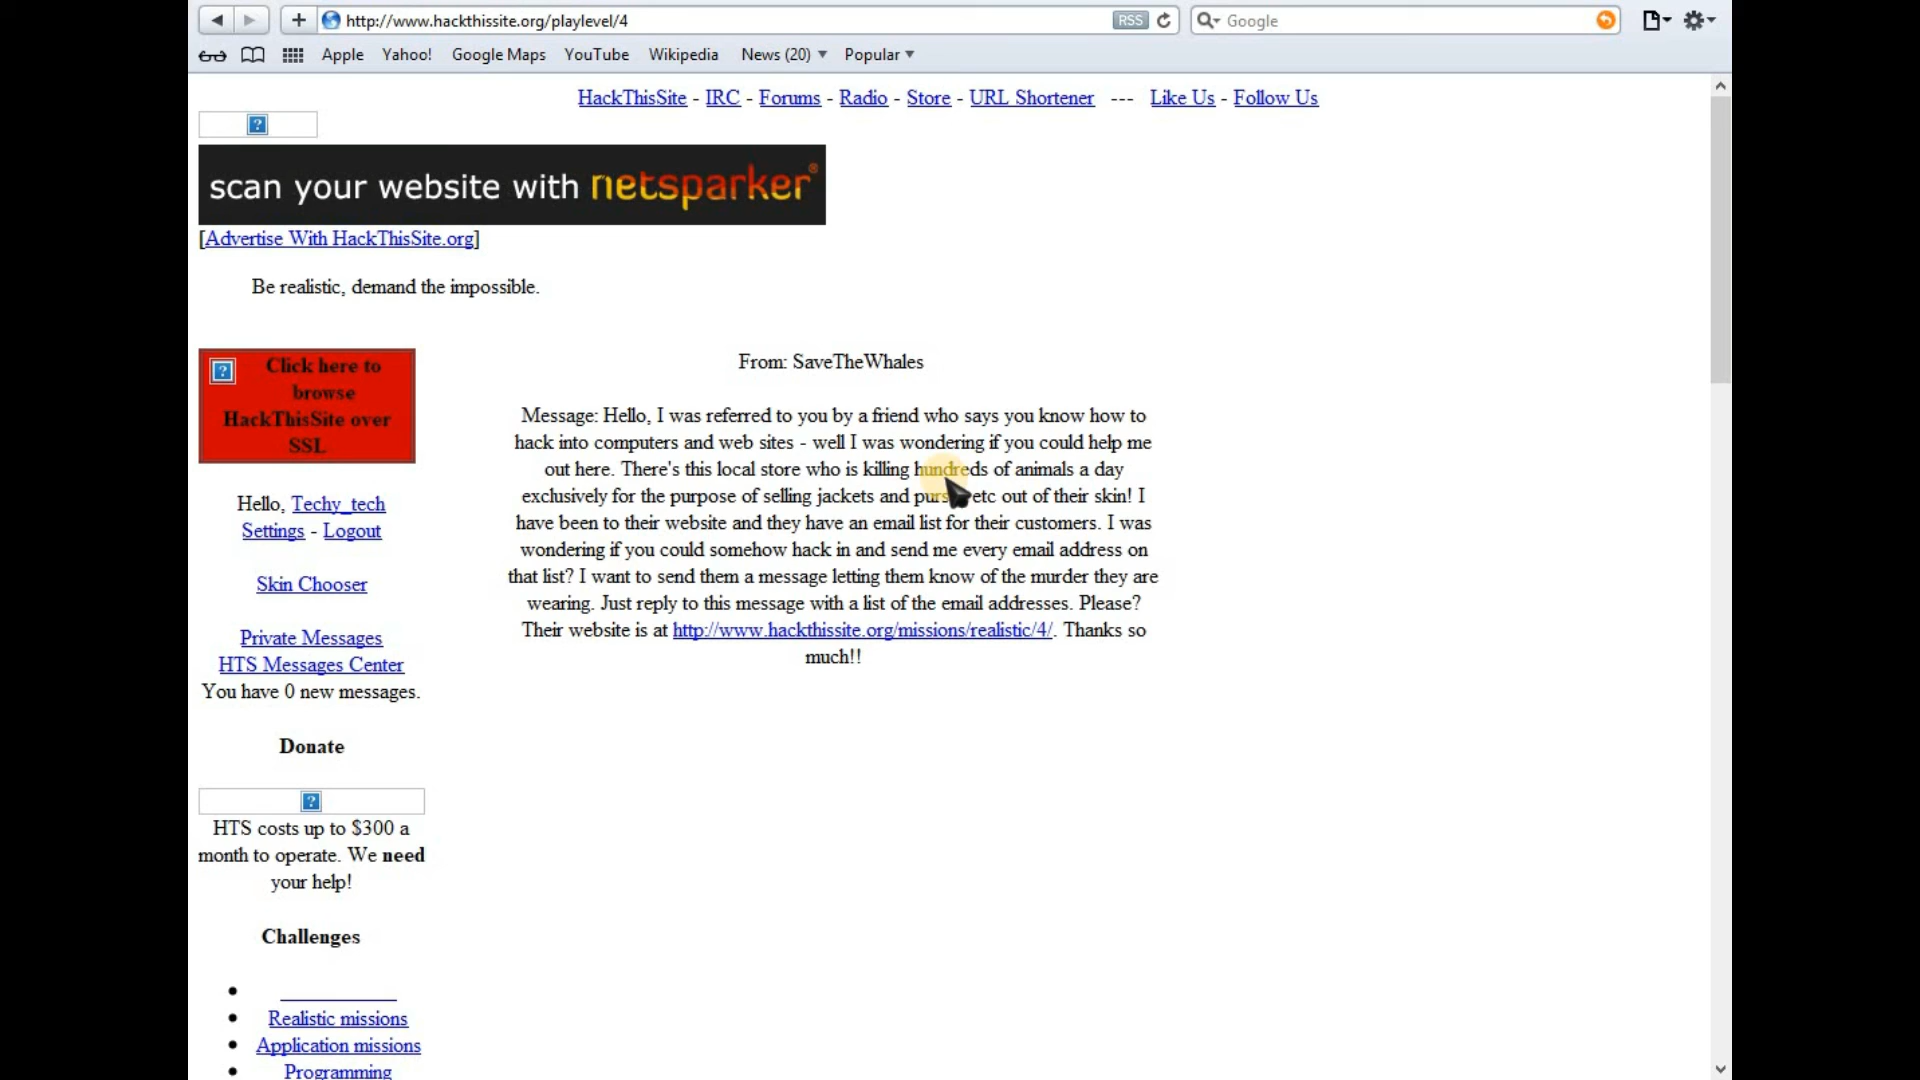 http://www.hackthissite.org/playlevel/4
RSS
Google
Apple Yahoo! Google Maps YouTube Wikipedia News (20) Popular
HackThisSite - IRC - Forums - Radio - Store - URL Shortener --- Like Us - Follow Us
scan your website with netsparker®
[Advertise With HackThisSite.org]
Be realistic, demand the impossible.
Click here to
browse
HackThisSite over
SSL
Hello, Techy_tech
Settings - Logout
Skin Chooser
Private Messages
HTS Messages Center
You have 0 new messages.
Donate
HTS costs up to $300 a
month to operate. We need
your help!
Challenges
Realistic missions
Application missions
Programming
From: SaveTheWhales
Message: Hello, I was referred to you by a friend who says you know how to
hack into computers and web sites - well I was wondering if you could help me
out here. There's this local store who is killing hundreds of animals a day
exclusively for the purpose of selling jackets and etc out of their skin! I
have been to their website and they have an email list for their customers. I was
wondering if you could somehow hack in and send me every email address on
that list? I want to send them a message letting them know of the murder they are
wearing. Just reply to this message with a list of the email addresses. Please?
Their website is at http://www.hackthissite.org/missions/realistic/4/. Thanks so
much!!